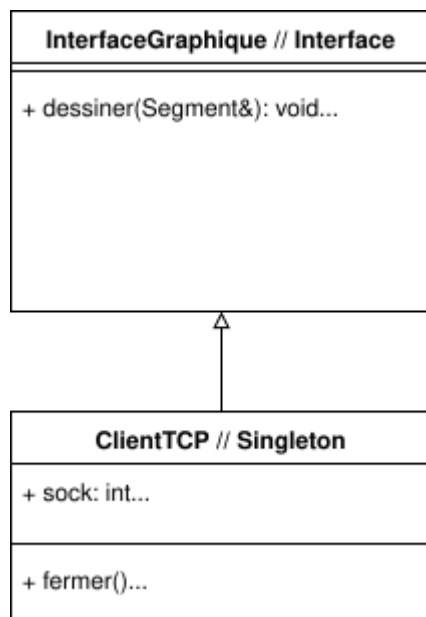 InterfaceGraphique // Interface
+ dessiner(Segment&): void...
ClientTCP // Singleton
+ sock: int...
+ fermer()...